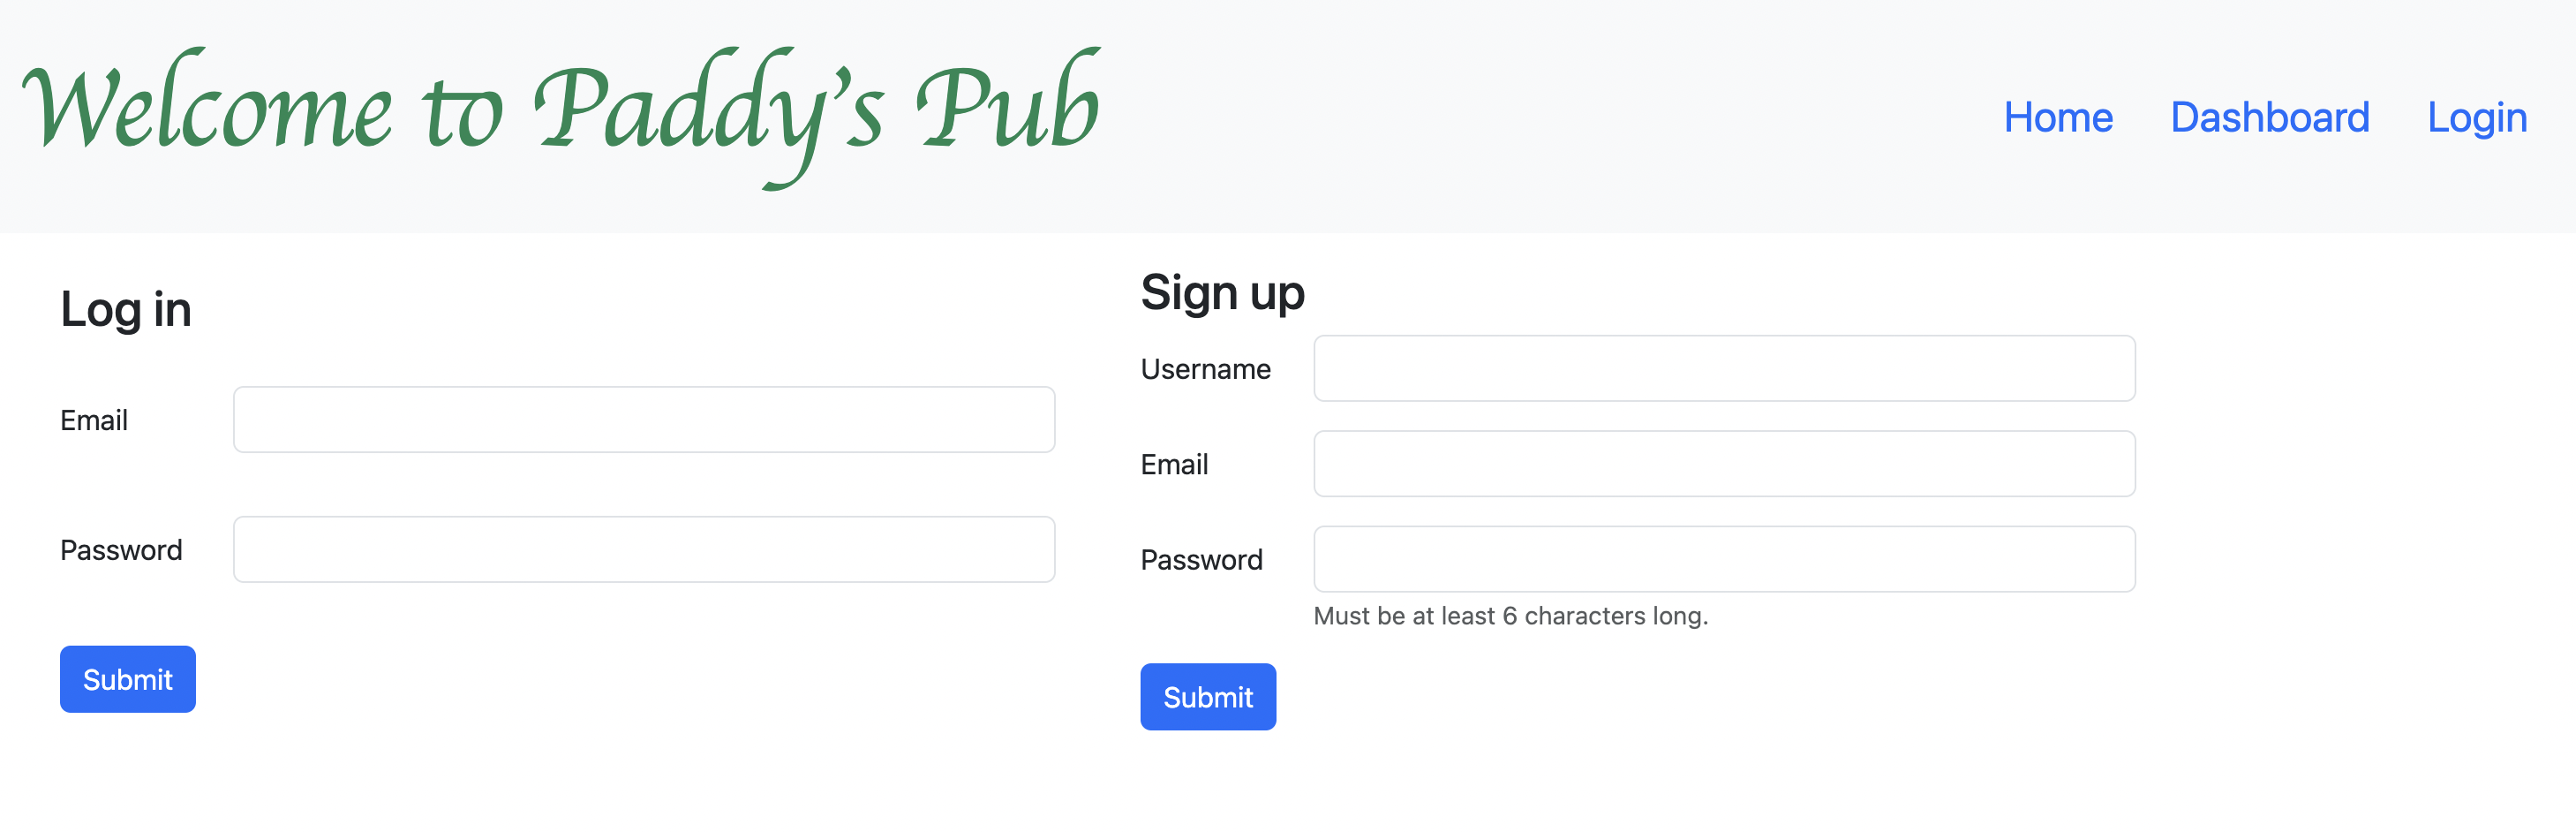 Welcome to Paddy's Pub
Home Dashboard Login
Log in
Email
Password
Submit
Sign up
Username
Email
Password
Must be at least 6 characters long.
Submit